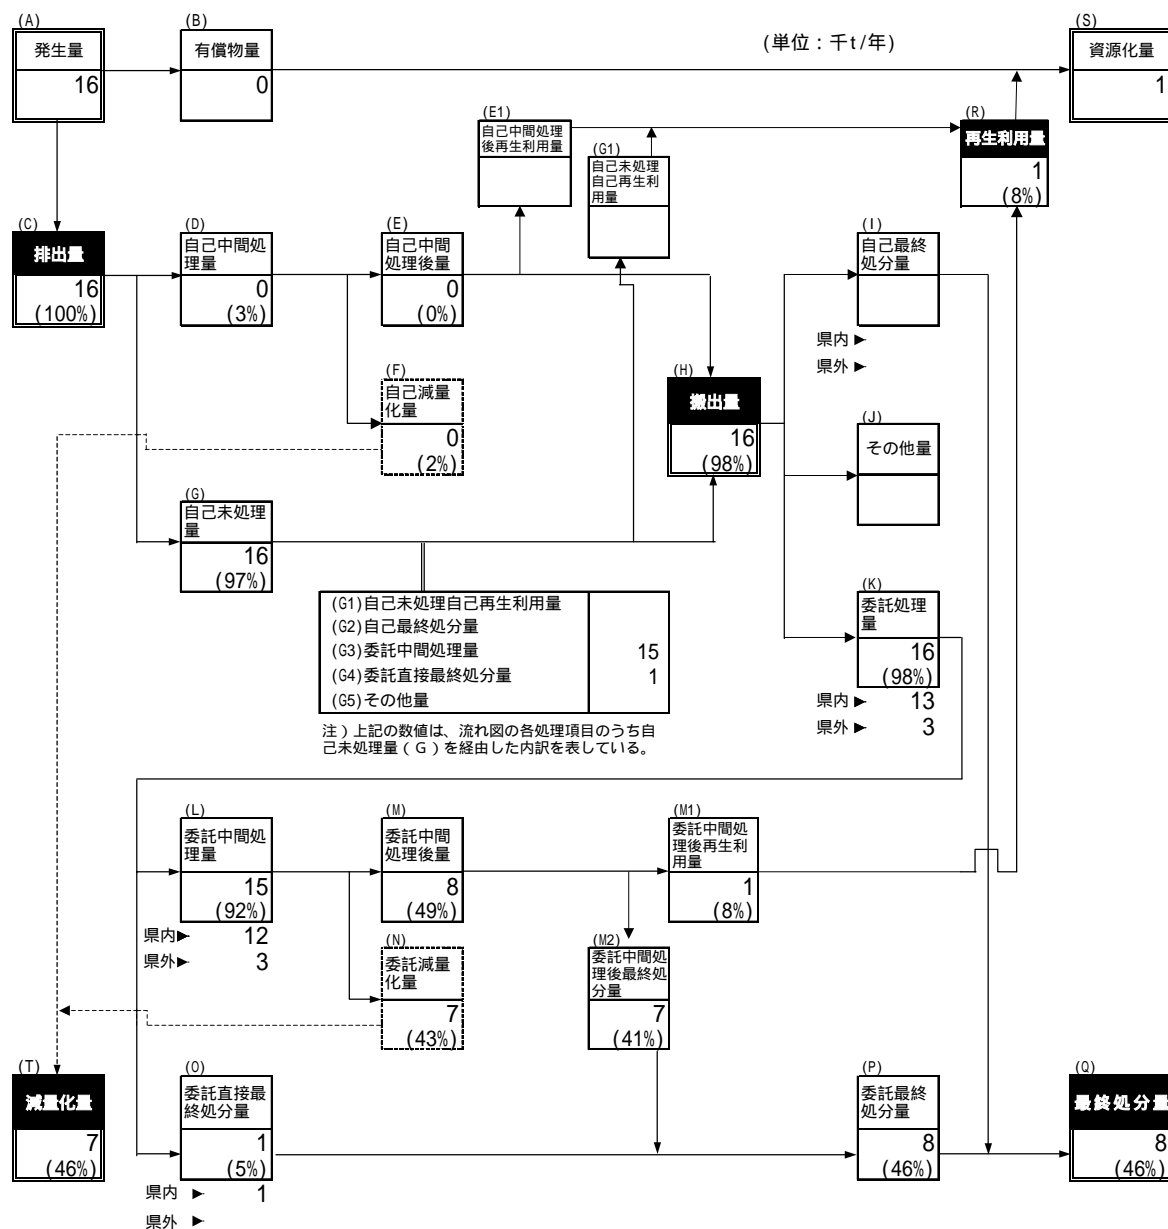 (A)
発生量
16
(B)
有償物量
0
(単位：千t/年)
(S)
資源化量
1
(E1)
自己中間処理
後再生利用量
(G1)
自己未処理
自己再生利
用量
(R)
再生利用量
1
(8%)
(C)
排出量
16
(100%)
(D)
自己中間処
理量
0
(3%)
(E)
自己中間
処理後量
0
(0%)
(I)
自己最終
処分量
県内 ►
県外 ►
(F)
自己減量
化量
0
(2%)
(H)
搬出量
16
(98%)
(J)
その他量
(G)
自己未処理
量
16
(97%)
(G1)自己未処理自己再生利用量
(G2)自己最終処分量
(G3)委託中間処理量 15
(G4)委託直接最終処分量 1
(G5)その他量
注）上記の数値は、流れ図の各処理項目のうち自
己未処理量（Ｇ）を経由した内訳を表している。
(K)
委託処理
量
16
(98%)
県内 ► 13
県外 ► 3
(L)
委託中間処
理量
15
(92%)
県内► 12
県外► 3
(M)
委託中間
処理後量
8
(49%)
(M1)
委託中間処
理後再生利
用量
1
(8%)
(N)
委託減量
化量
7
(43%)
(M2)
委託中間処
理後最終処
分量
7
(41%)
(T)
減量化量
7
(46%)
(O)
委託直接最
終処分量
1
(5%)
県内 ► 1
県外 ►
(P)
委託最終
処分量
8
(46%)
(Q)
最終処分量
8
(46%)